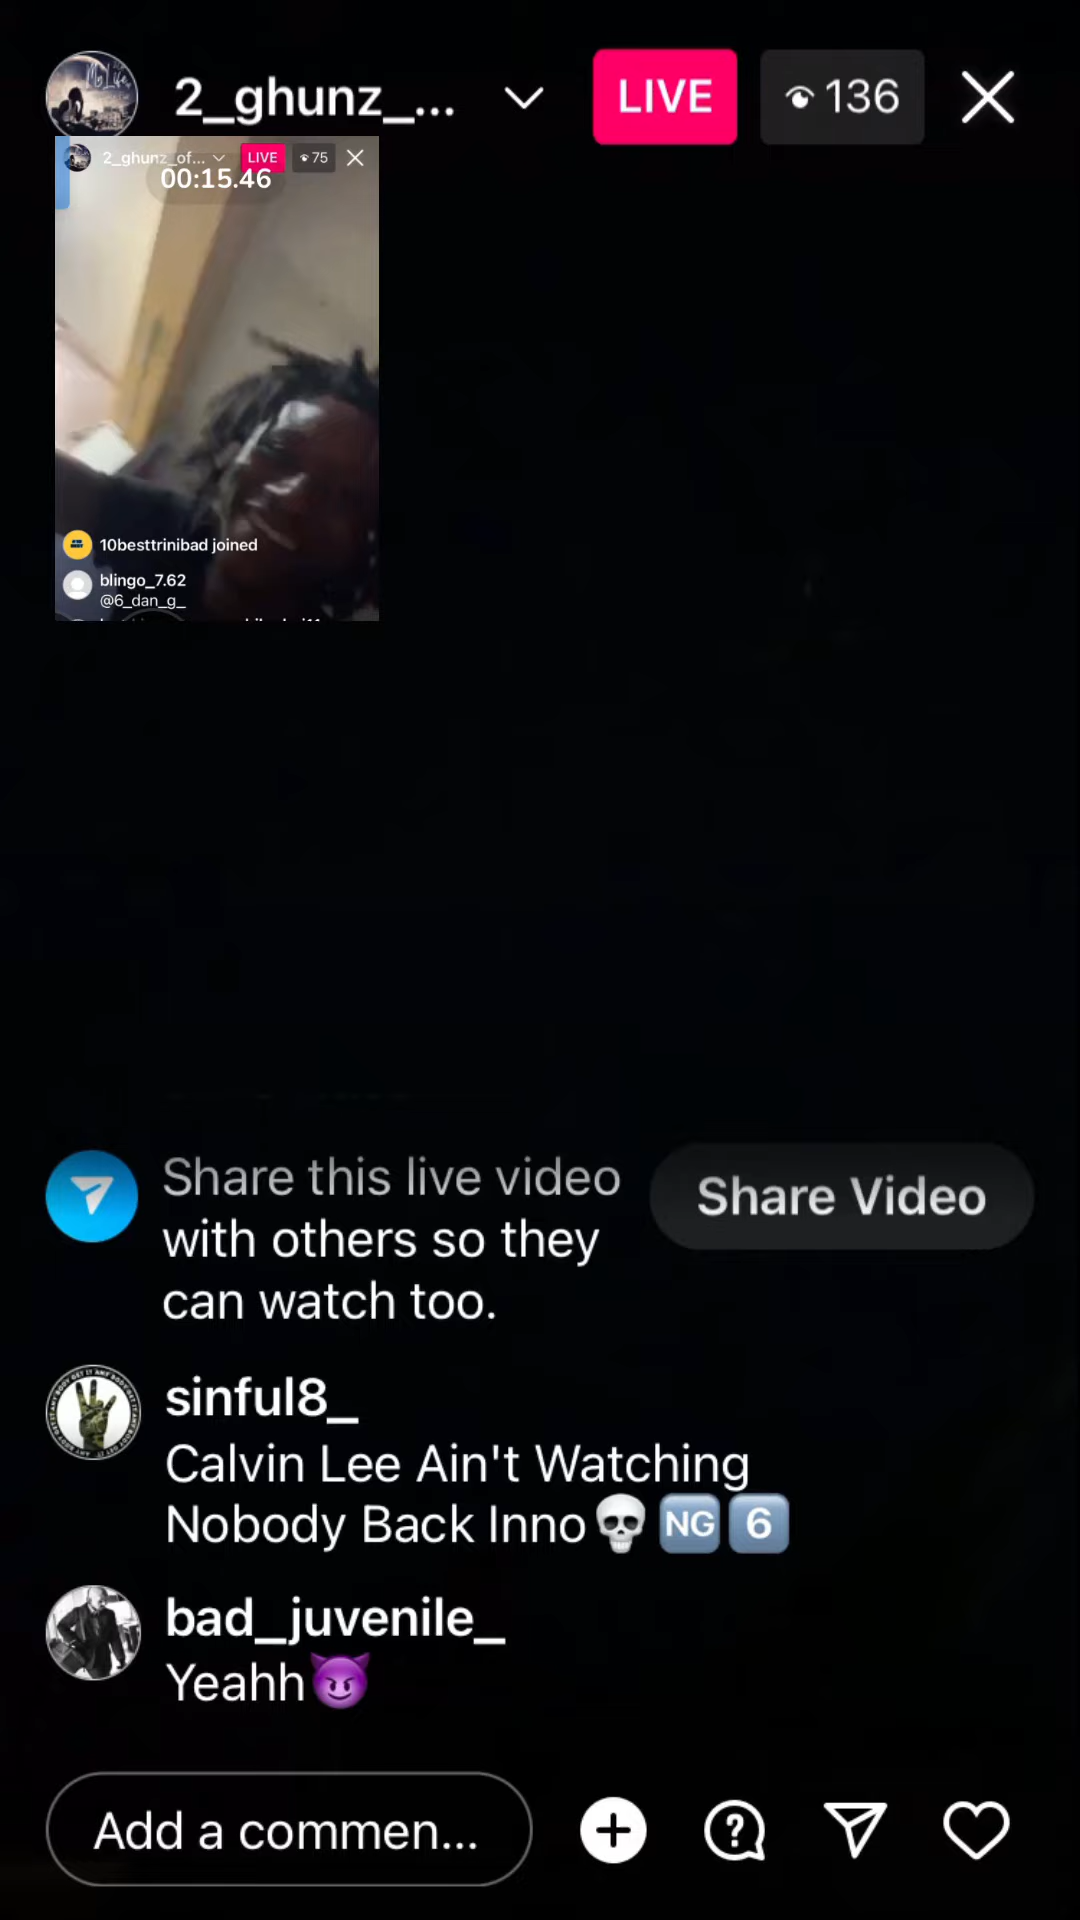 2_ghunz_...
LIVE
136
2_ghunz_of...
LIVE
75
00:15.46
10besttrinibad joined
blingo_7.62
@6_dan_g_
Share this live video
with others so they
can watch too.
Share Video
sinful8_
Calvin Lee Ain't Watching
Nobody Back Inno💀🆖6️⃣
bad_juvenile_
Yeahh😈
Add a commen...